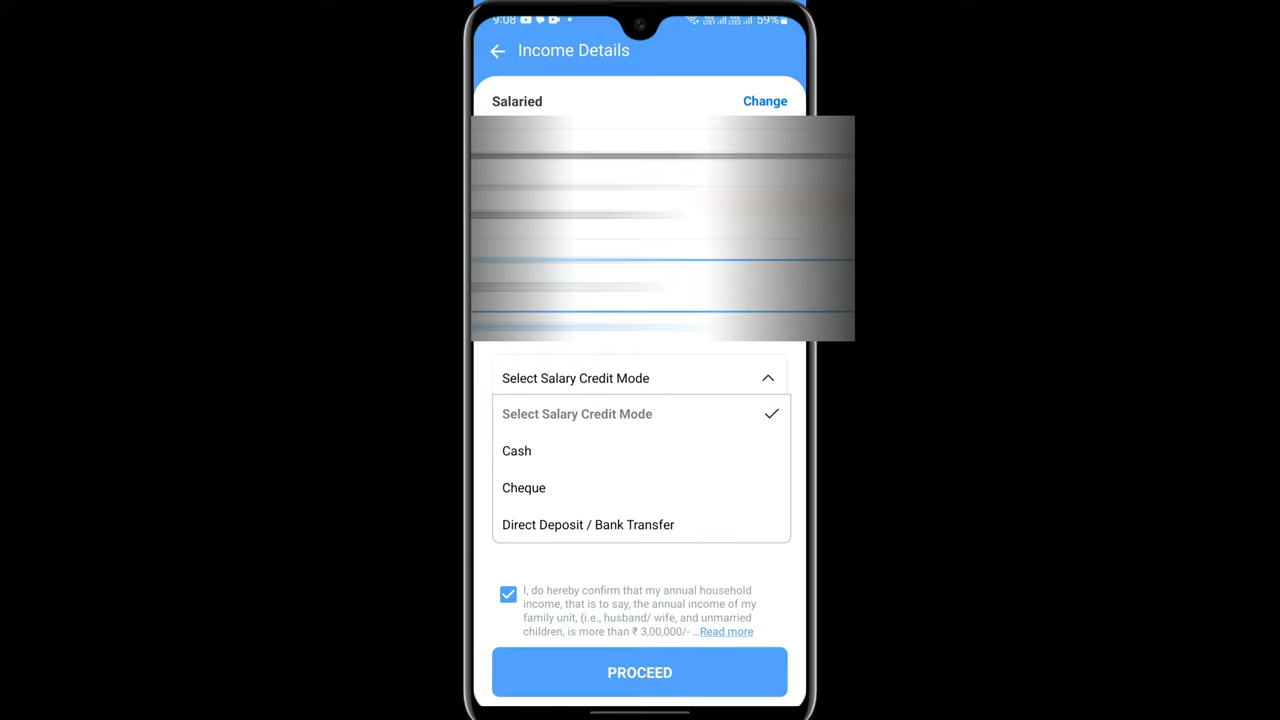 9:08
59%
Income Details
Salaried
Change
Select Salary Credit Mode
Select Salary Credit Mode
Cash
Cheque
Direct Deposit / Bank Transfer
I, do hereby confirm that my annual household
income, that is to say, the annual income of my
family unit, (i.e., husband/ wife, and unmarried
children, is more than ₹ 3,00,000/- ...Read more
PROCEED